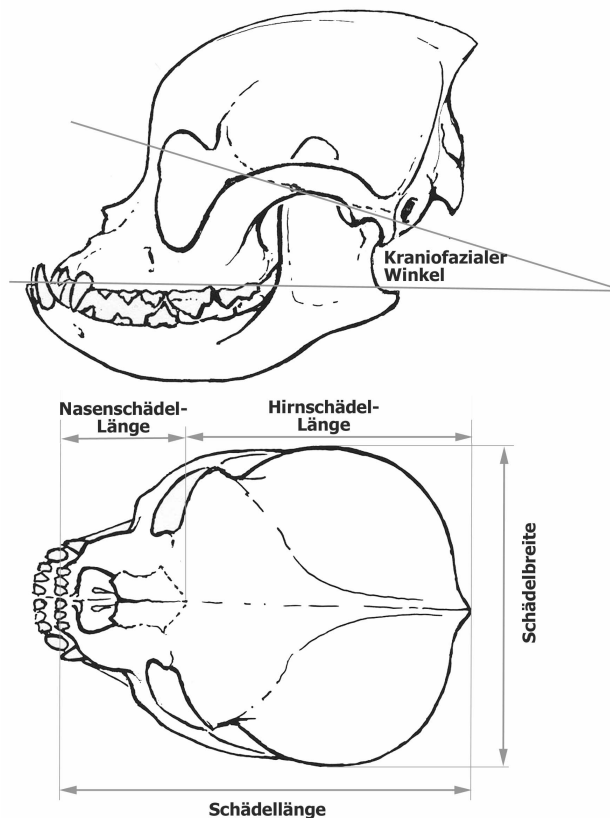 Kraniofazialer
Winkel
Nasenschädel-
Länge
Hirnschädel-
Länge
Schädelbreite
Schädellänge